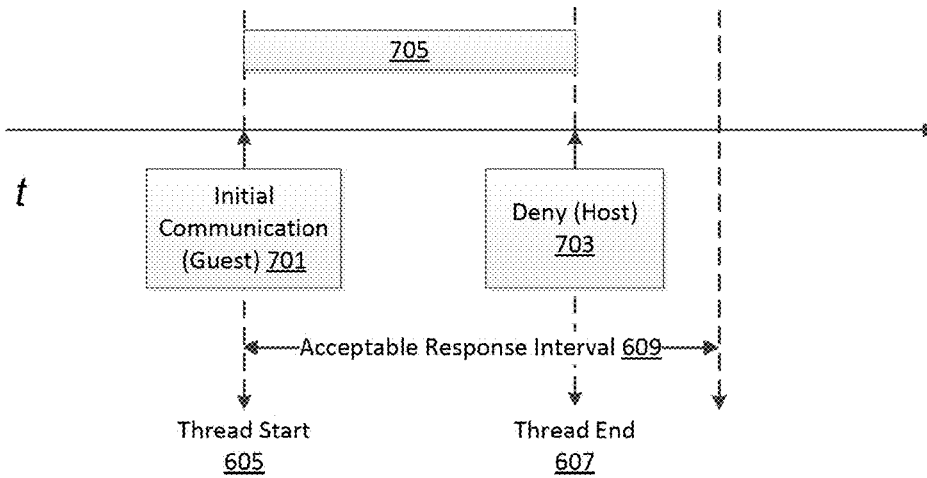 705
t
Initial
Communication
(Guest) 701
Deny (Host)
703
Acceptable Response Interval 609
Thread Start
605
Thread End
607